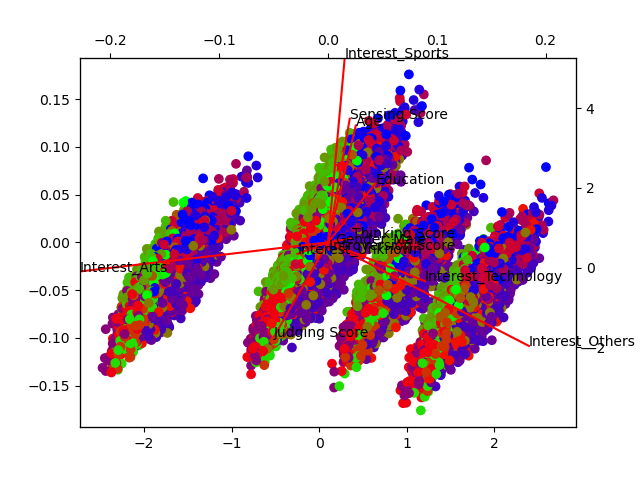 −0.2 −0.1 0.0 0.1 0.2
Interest_Sports
0.15
4
Sensing Score
Age
0.10
Education
0.05
2
Thinking Score
0.00
Interest_Arts
0
Interest_Technology
−0.05
Judging Score
−0.10
Interest_Others
−2
−0.15
−2 −1 0 1 2